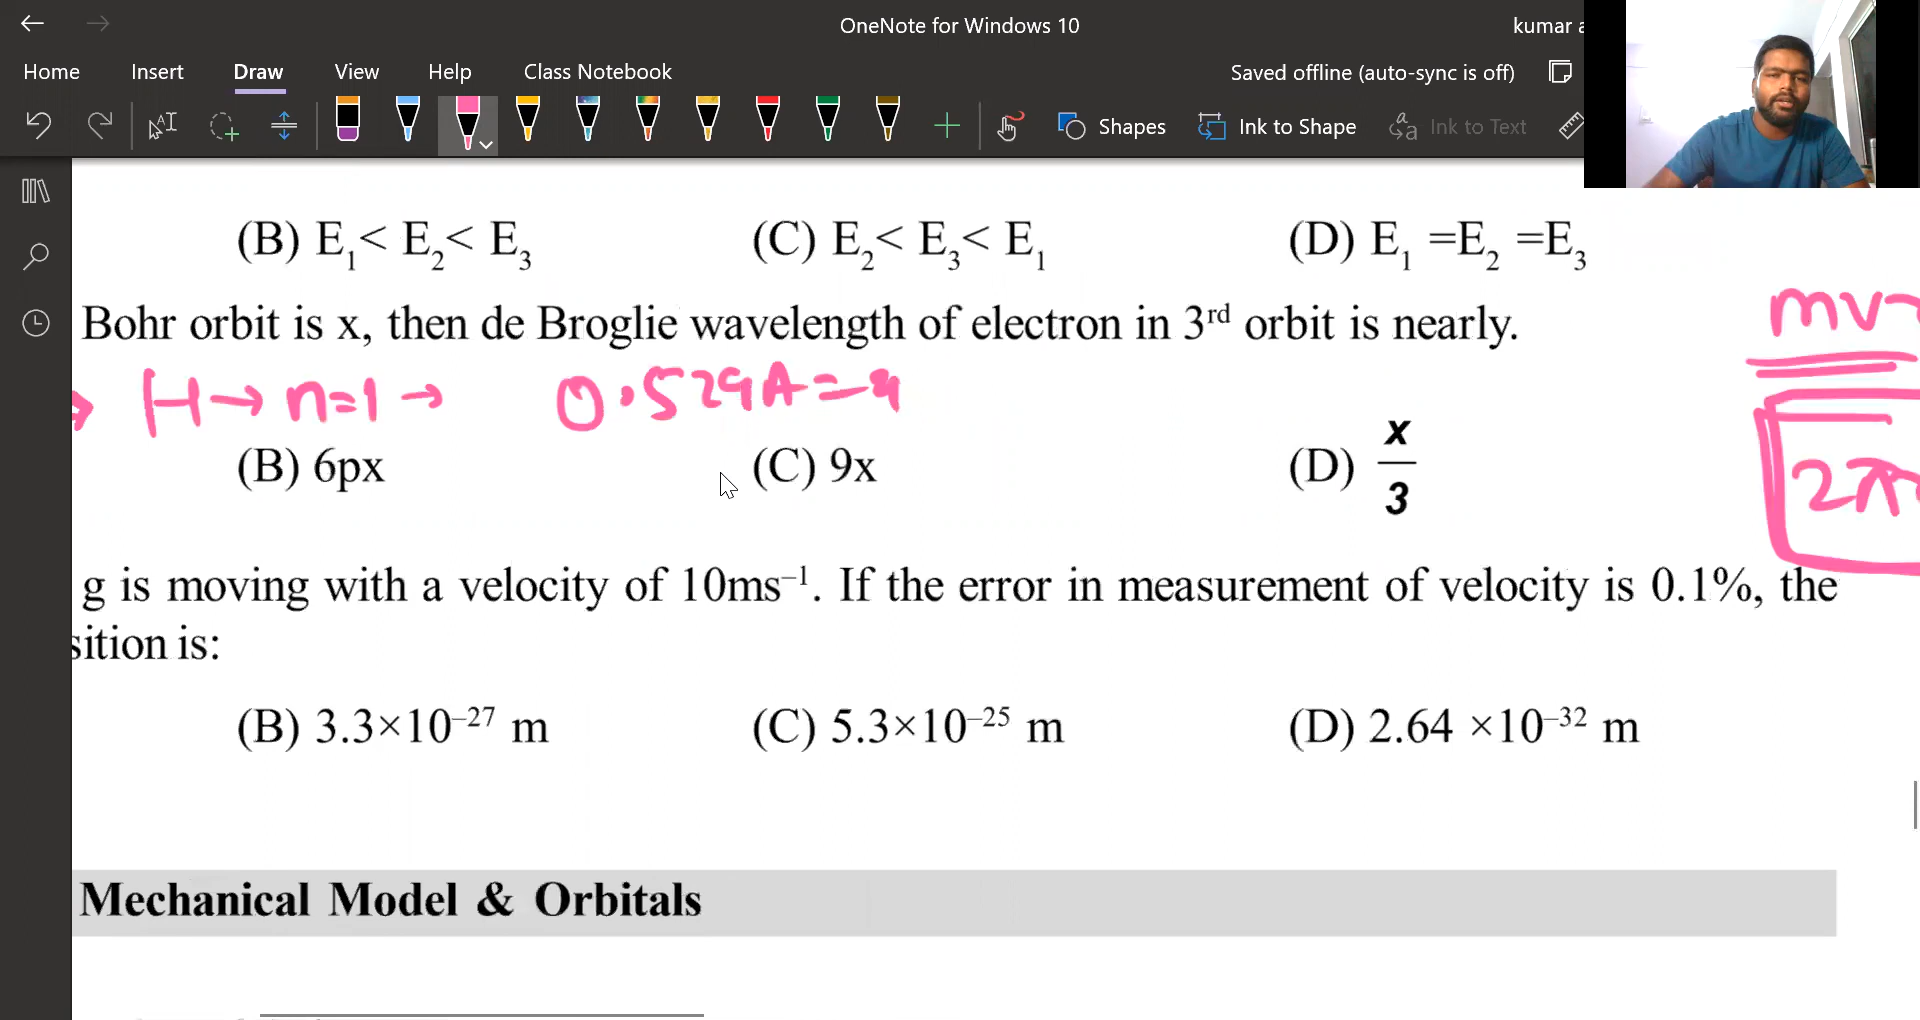 OneNote for Windows 10
kumar a
Home Insert Draw View Help Class Notebook
Saved offline (auto-sync is off)
Shapes Ink to Shape Ink to Text
(B) E₁< E₂< E₃ (C) E₂< E₃< E₁ (D) E₁ =E₂ =E₃
Bohr orbit is x, then de Broglie wavelength of electron in 3ʳᵈ orbit is nearly.
mv
H → n=1 → 0.529A =
2π
(B) 6px (C) 9x (D) x/3
g is moving with a velocity of 10ms⁻¹. If the error in measurement of velocity is 0.1%, the
sition is:
(B) 3.3×10⁻²⁷ m (C) 5.3×10⁻²⁵ m (D) 2.64 ×10⁻³² m
Mechanical Model & Orbitals